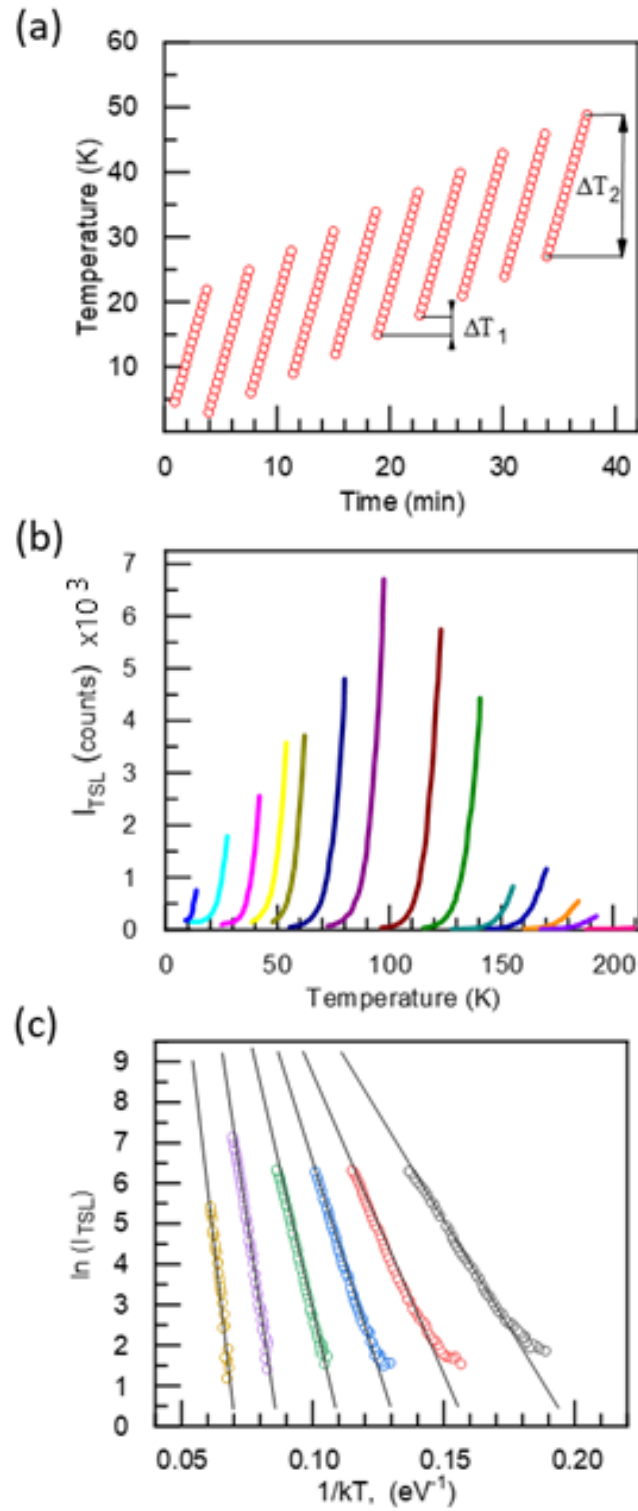 (a)
60
50
40
30
20
10
Temperature (K)
ΔT2
ΔT1
0 10 20 30 40
Time (min)
(b)
7
6
5
4
3
2
1
0
ITSL (counts) x10 3
0 50 100 150 200
Temperature (K)
(c)
9
8
7
6
5
4
3
2
1
0
ln (ITSL)
0.05 0.10 0.15 0.20
1/kT, (eV-1)